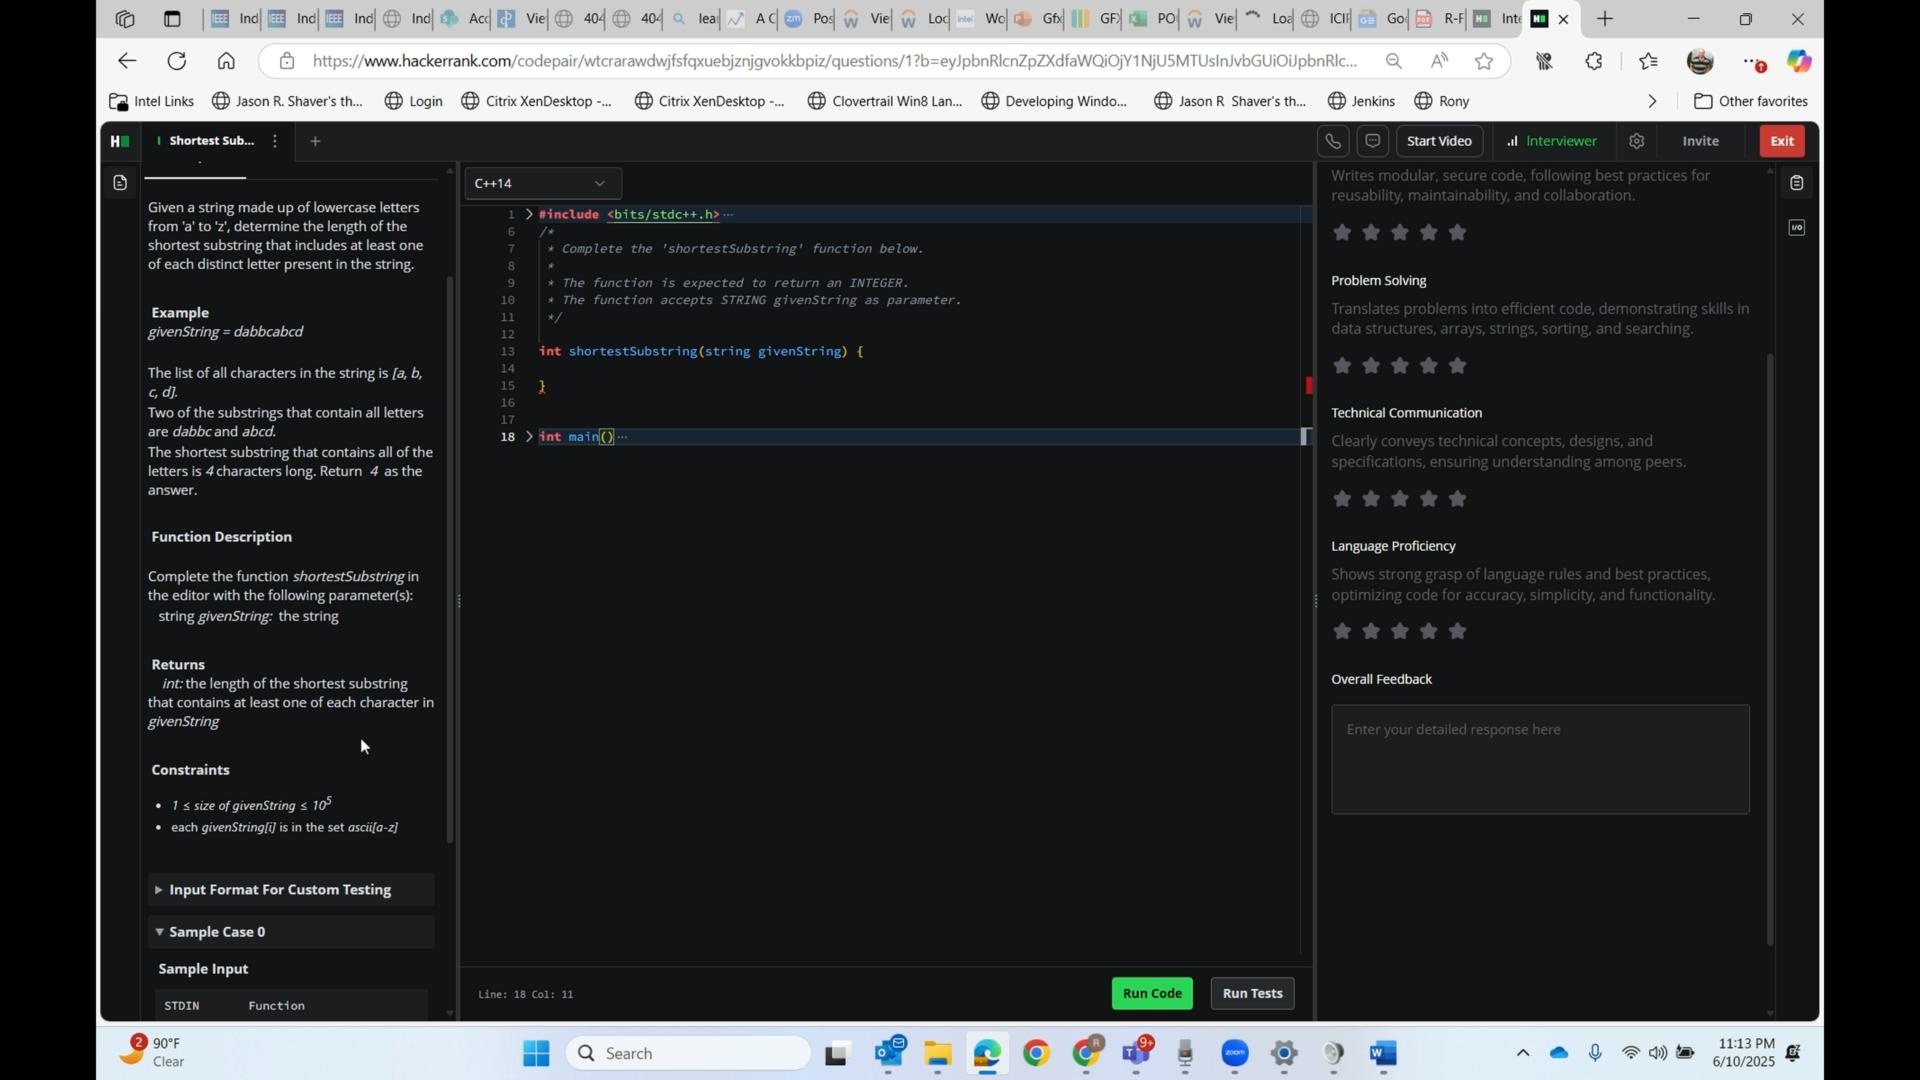 Ind
Ind
Ind
Ind
Acc
Vie
404
404
lear
A C
Pos
Vie
Loc
Wo
Gfx
GF
PO
Vie
Loa
ICIF
Go
R-F
Inte
https://www.hackerrank.com/codepair/wtcrarawdwjfsfqxuebjznjgvokkbpiz/questions/1?b=eyJpbnRlcnZpZXdfaWQiOjY1NjU5MTUsInJvbGUiOiJpbnRlc...
Intel Links
Jason R. Shaver's th...
Login
Citrix XenDesktop -...
Citrix XenDesktop -...
Clovertrail Win8 Lan...
Developing Windo...
Jason R Shaver's th...
Jenkins
Rony
Other favorites
Shortest Sub...
Start Video
Interviewer
Invite
Exit
Given a string made up of lowercase letters
from 'a' to 'z', determine the length of the
shortest substring that includes at least one
of each distinct letter present in the string.
Example
givenString = dabbcabcd
The list of all characters in the string is [a, b,
c, d].
Two of the substrings that contain all letters
are dabbc and abcd.
The shortest substring that contains all of the
letters is 4 characters long. Return 4 as the
answer.
Function Description
Complete the function shortestSubstring in
the editor with the following parameter(s):
string givenString: the string
Returns
int: the length of the shortest substring
that contains at least one of each character in
givenString
Constraints
• 1 ≤ size of givenString ≤ 10^5
• each givenString[i] is in the set ascii[a-z]
Input Format For Custom Testing
Sample Case 0
Sample Input
STDIN Function
C++14
1 #include <bits/stdc++.h>
6 /*
7 * Complete the 'shortestSubstring' function below.
8 *
9 * The function is expected to return an INTEGER.
10 * The function accepts STRING givenString as parameter.
11 */
12
13 int shortestSubstring(string givenString) {
14
15 }
16
17
18 int main()
Line: 18 Col: 11
Run Code
Run Tests
Writes modular, secure code, following best practices for
reusability, maintainability, and collaboration.
Problem Solving
Translates problems into efficient code, demonstrating skills in
data structures, arrays, strings, sorting, and searching.
Technical Communication
Clearly conveys technical concepts, designs, and
specifications, ensuring understanding among peers.
Language Proficiency
Shows strong grasp of language rules and best practices,
optimizing code for accuracy, simplicity, and functionality.
Overall Feedback
Enter your detailed response here
2
90°F
Clear
Search
9+
zoom
11:13 PM
6/10/2025